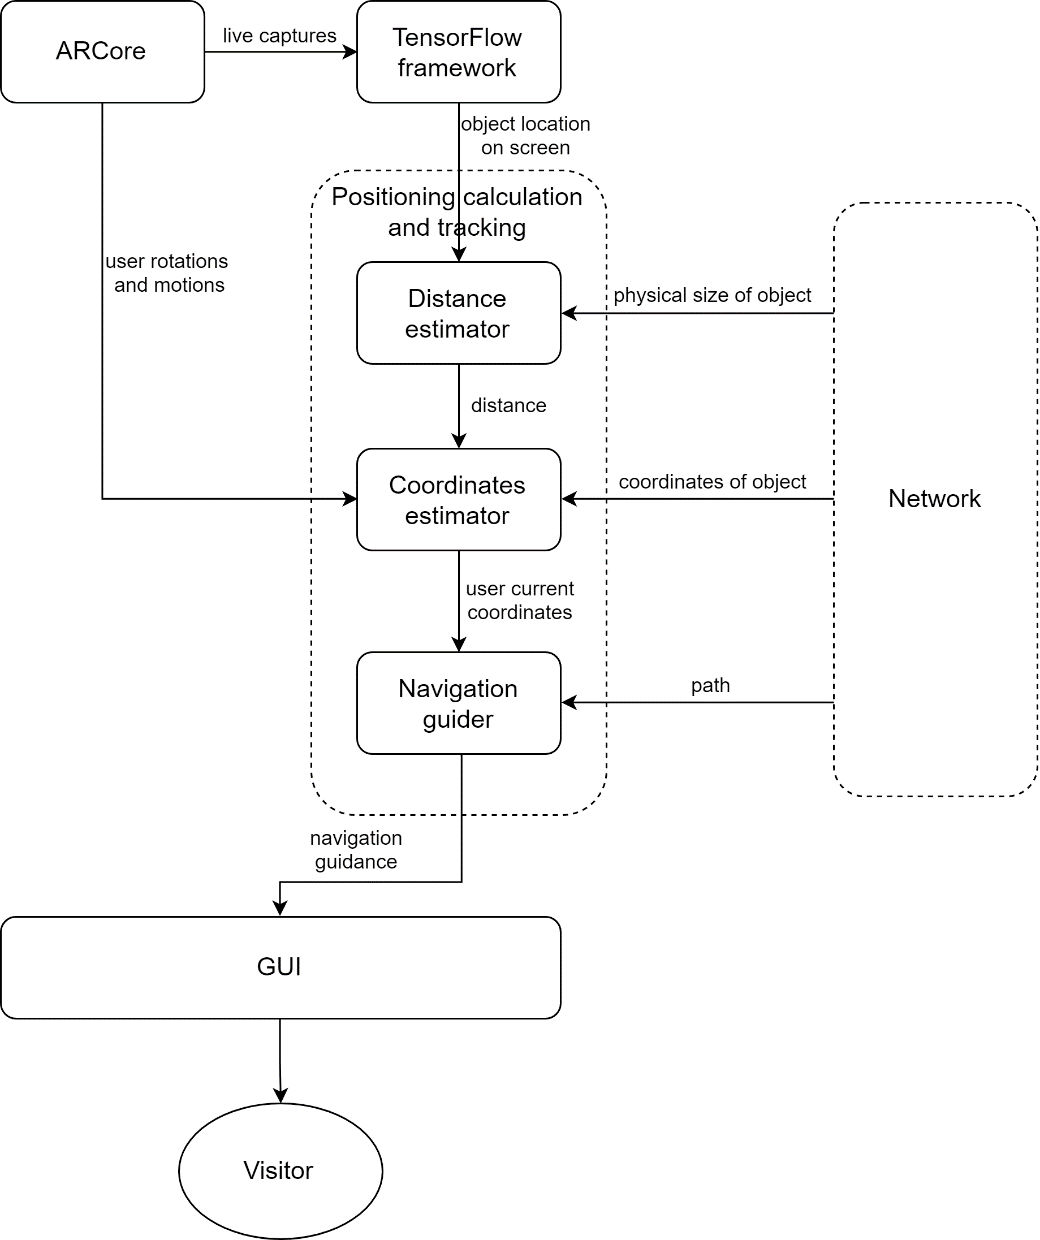 ARCore
live captures
TensorFlow
framework
object location
on screen
Positioning calculation
and tracking
user rotations
and motions
Distance
estimator
physical size of object
distance
Coordinates
estimator
coordinates of object
Network
user current
coordinates
Navigation
guider
path
navigation
guidance
GUI
Visitor